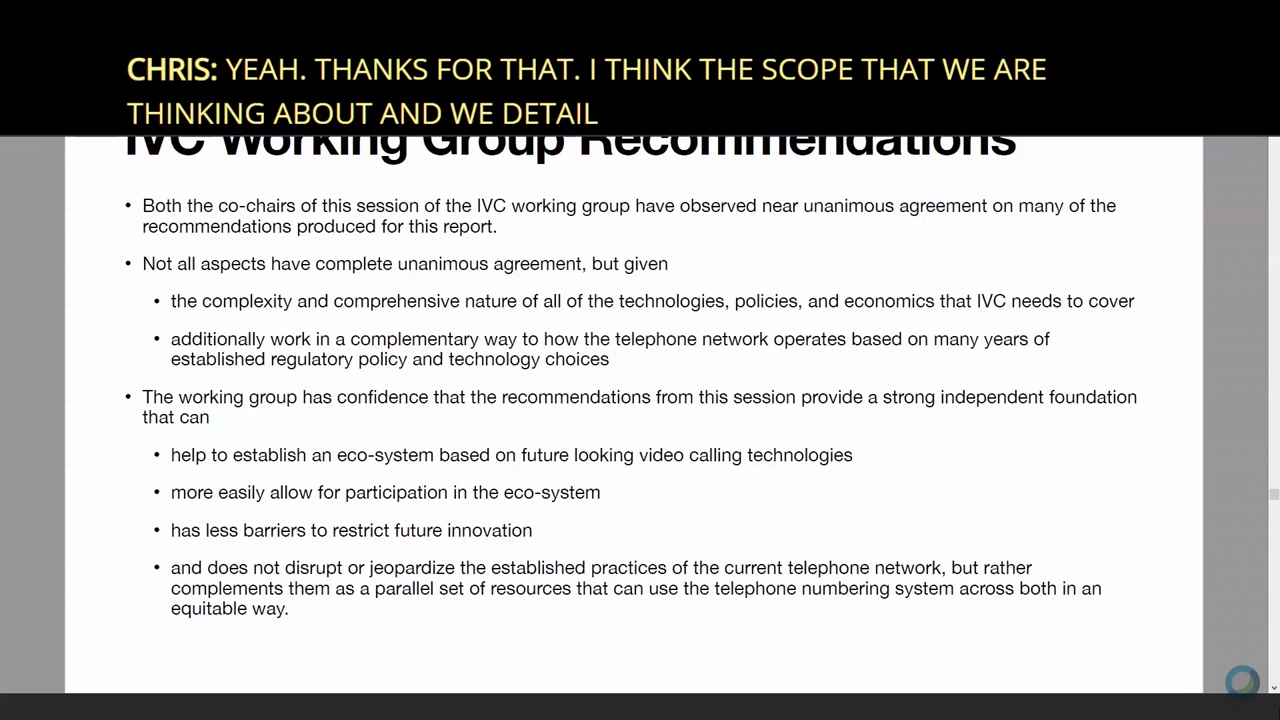 CHRIS: YEAH. THANKS FOR THAT. I THINK THE SCOPE THAT WE ARE
THINKING ABOUT AND WE DETAIL
IVC Working Group Recommendations
• Both the co-chairs of this session of the IVC working group have observed near unanimous agreement on many of the
recommendations produced for this report.
• Not all aspects have complete unanimous agreement, but given
• the complexity and comprehensive nature of all of the technologies, policies, and economics that IVC needs to cover
• additionally work in a complementary way to how the telephone network operates based on many years of
established regulatory policy and technology choices
• The working group has confidence that the recommendations from this session provide a strong independent foundation
that can
• help to establish an eco-system based on future looking video calling technologies
• more easily allow for participation in the eco-system
• has less barriers to restrict future innovation
• and does not disrupt or jeopardize the established practices of the current telephone network, but rather
complements them as a parallel set of resources that can use the telephone numbering system across both in an
equitable way.